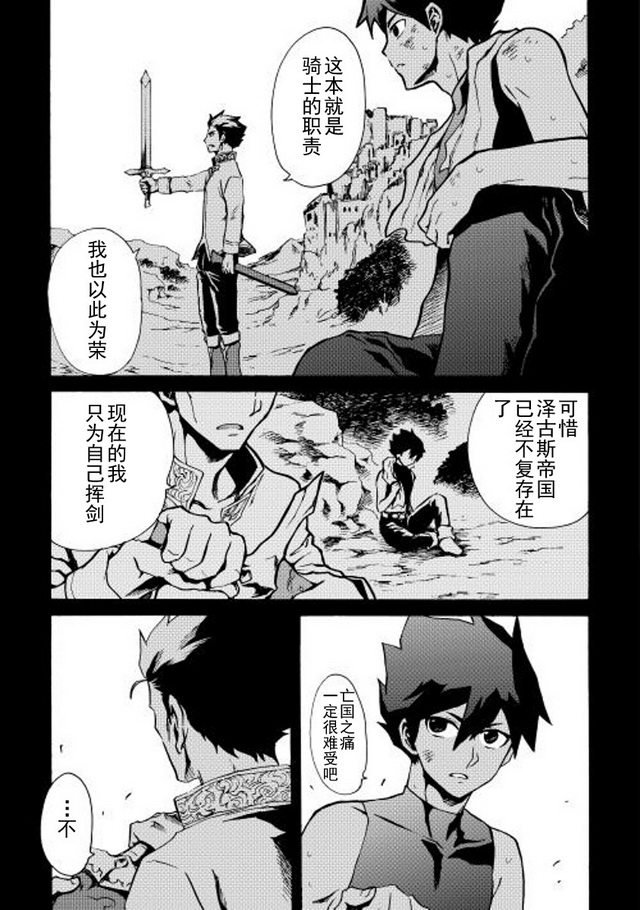 这本就是
骑士的职责
我也以此为荣
可惜
泽古斯帝国
已经不复存在
了
现在的我
只为自己挥剑
亡国之痛
一定很难受吧
…不